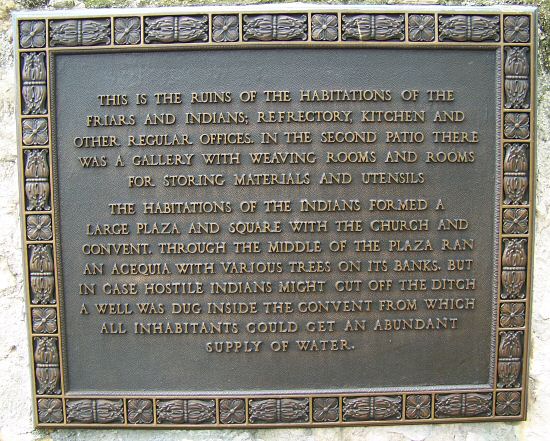 THIS IS THE RUINS OF THE HABITATIONS OF THE
FRIARS AND INDIANS; REFRECTORY, KITCHEN AND
OTHER REGULAR OFFICES. IN THE SECOND PATIO THERE
WAS A GALLERY WITH WEAVING ROOMS AND ROOMS
FOR STORING MATERIALS AND UTENSILS
THE HABITATIONS OF THE INDIANS FORMED A
LARGE PLAZA AND SQUARE WITH THE CHURCH AND
CONVENT. THROUGH THE MIDDLE OF THE PLAZA RAN
AN ACEQUIA WITH VARIOUS TREES ON ITS BANKS. BUT
IN CASE HOSTILE INDIANS MIGHT CUT OFF THE DITCH
A WELL WAS DUG INSIDE THE CONVENT FROM WHICH
ALL INHABITANTS COULD GET AN ABUNDANT
SUPPLY OF WATER.